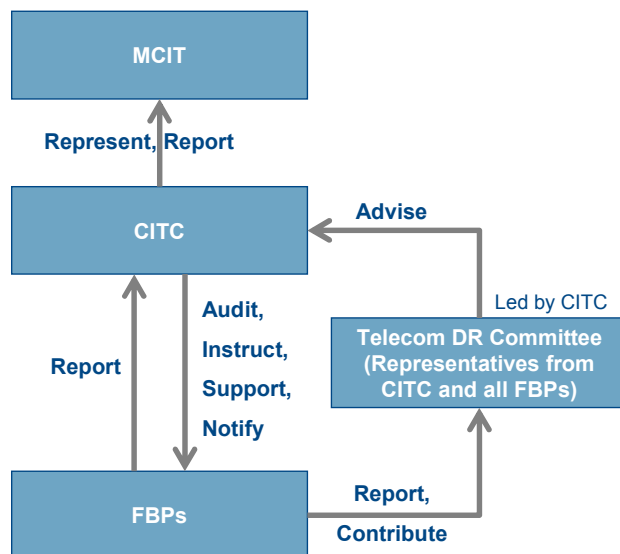 MCIT
Represent, Report
CITC
Advise
Led by CITC
Telecom DR Committee
(Representatives from
CITC and all FBPs)
Report
Audit,
Instruct,
Support,
Notify
FBPs
Report,
Contribute